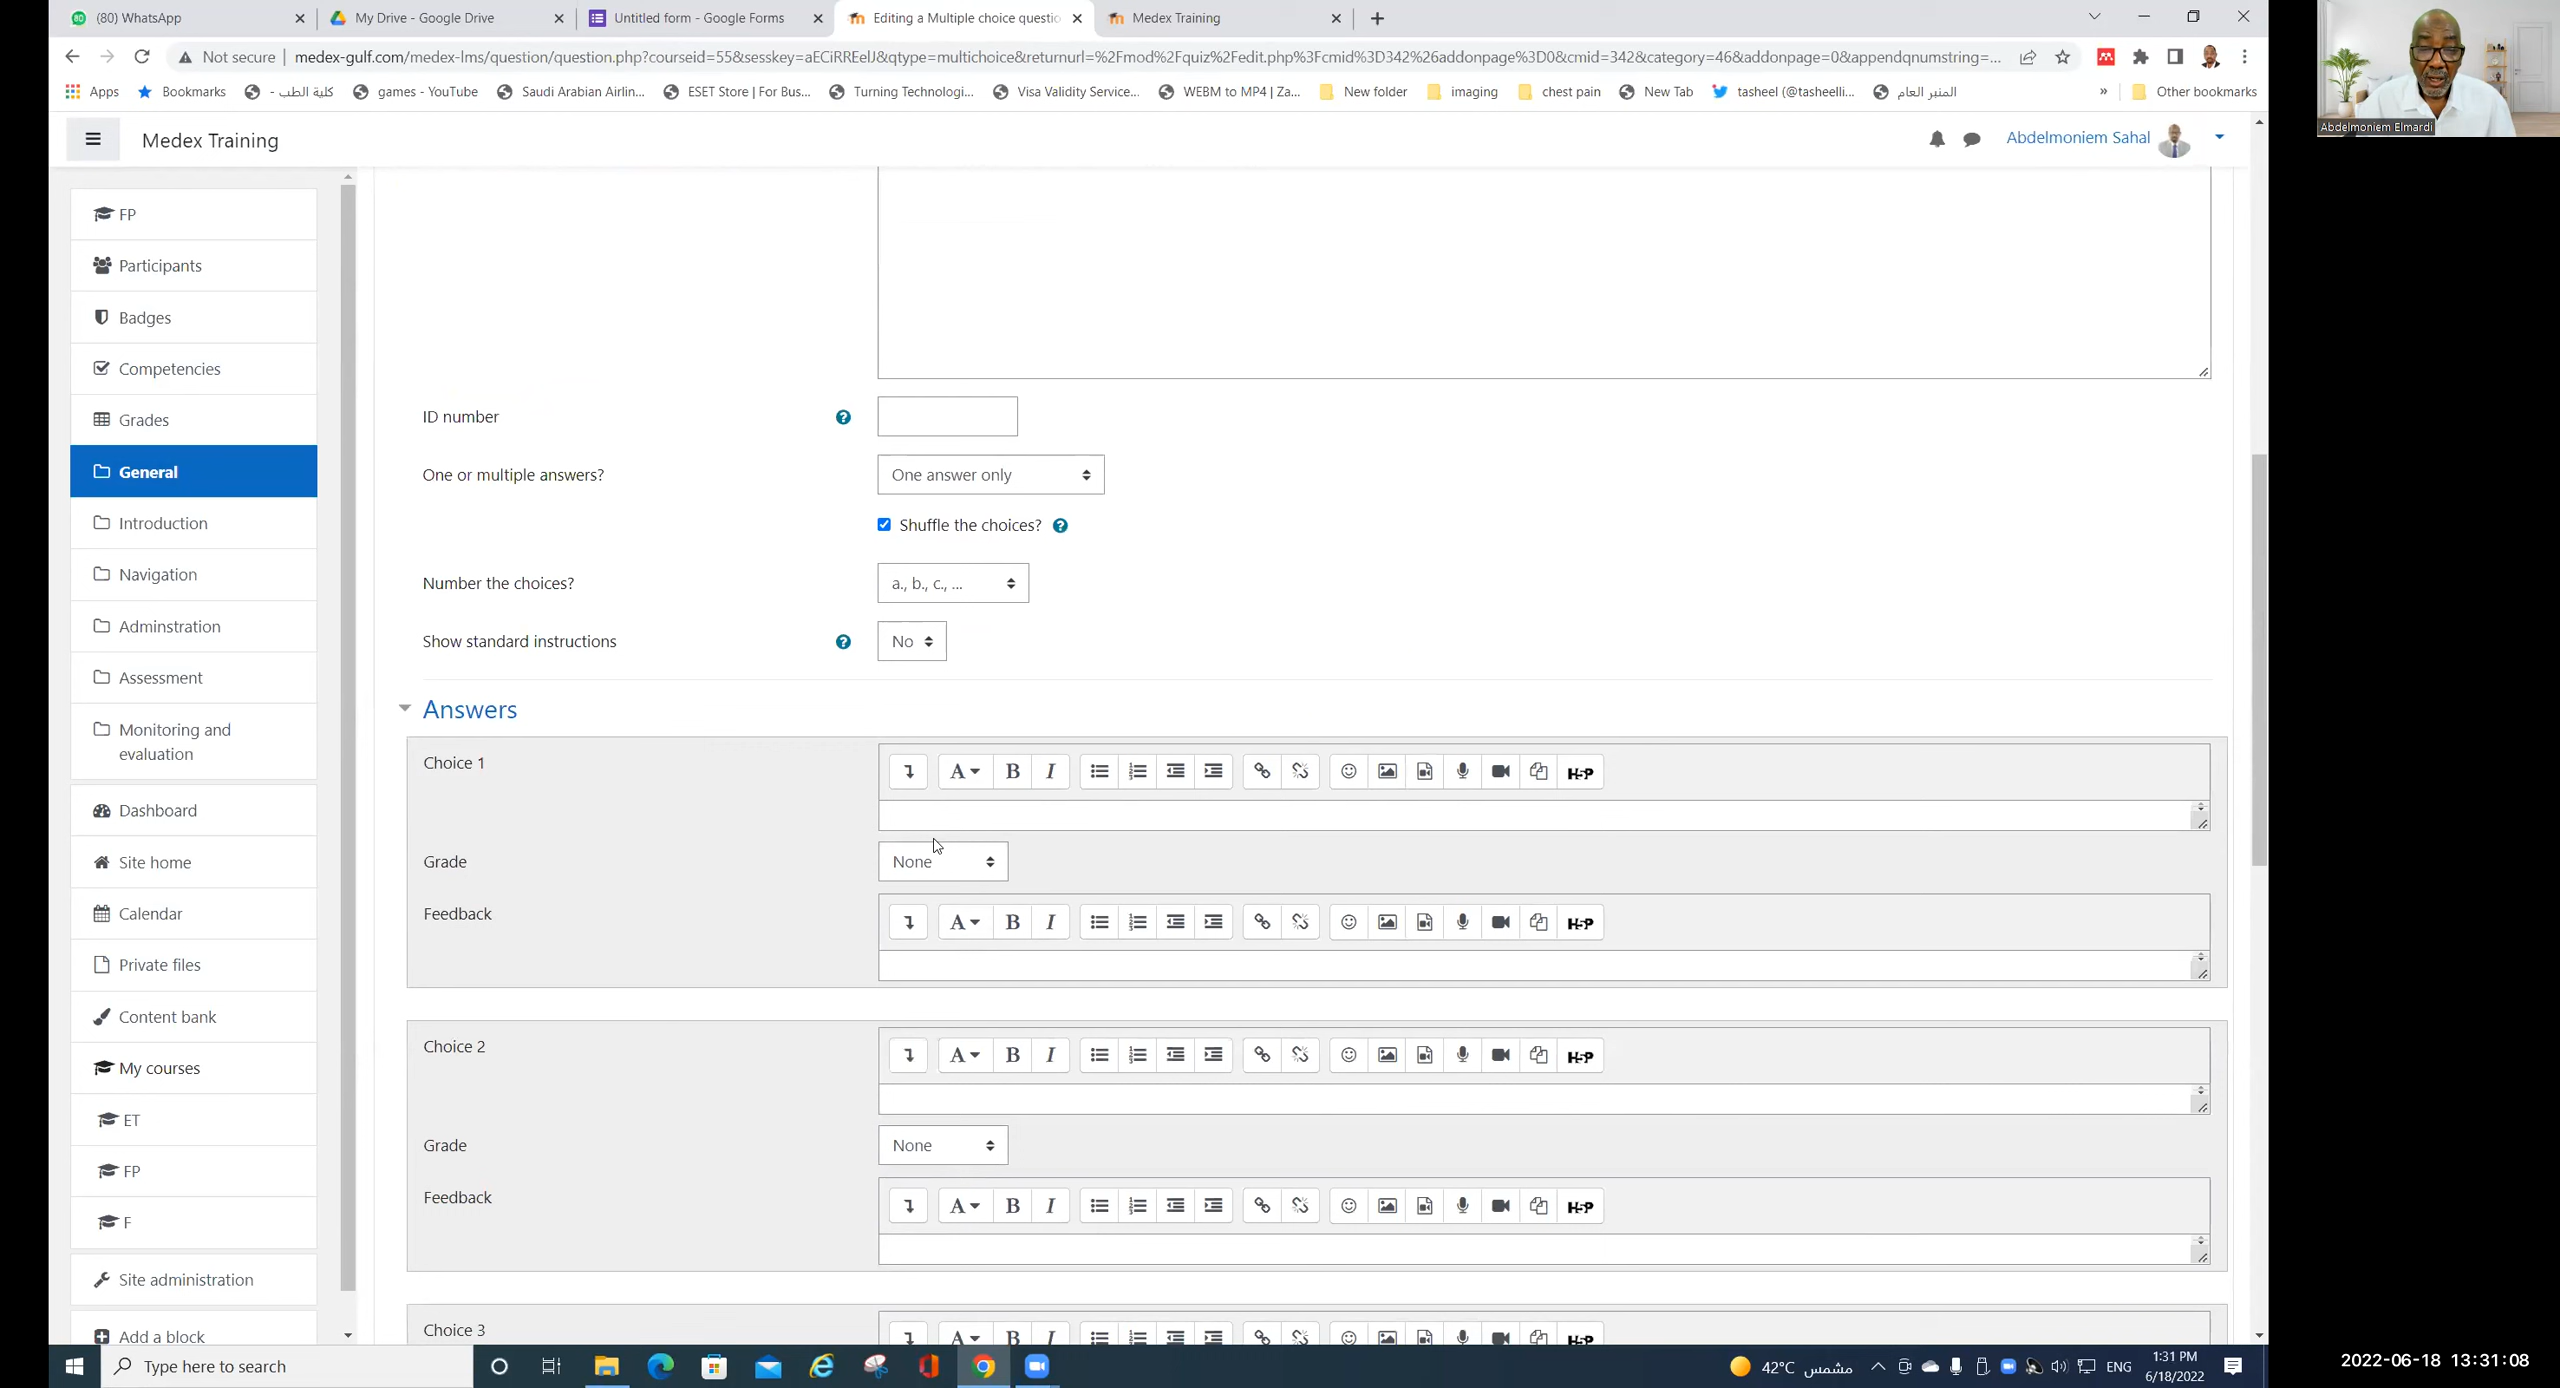 (80) WhatsApp
My Drive - Google Drive
Untitled form - Google Forms
Editing a Multiple choice questio
Medex Training
Not secure
medex-gulf.com/medex-lms/question/question.php?courseid=55&sesskey=aECiRREelJ&qtype=multichoice&returnurl=%2Fmod%2Fquiz%2Fedit.php%3Fcmid%3D342%26addonpage%3D0&cmid=342&category=46&addonpage=0&appendqnumstring=...
Apps
Bookmarks
كلية الطب -
games - YouTube
Saudi Arabian Airlin...
ESET Store | For Bus...
Turning Technologi...
Visa Validity Service...
WEBM to MP4 | Za...
New folder
imaging
chest pain
New Tab
tasheel (@tasheelli...
المنبر العام
»
Other bookmarks
Abdelmoniem Elmardi
Medex Training
Abdelmoniem Sahal
FP
Participants
Badges
Competencies
Grades
General
Introduction
Navigation
Adminstration
Assessment
Monitoring and
evaluation
Dashboard
Site home
Calendar
Private files
Content bank
My courses
ET
FP
F
Site administration
Add a block
ID number
One or multiple answers?
One answer only
Shuffle the choices?
Number the choices?
a., b., c., ...
Show standard instructions
No
Answers
Choice 1
A B I H5P
Grade
None
Feedback
A B I H5P
Choice 2
A B I H5P
Grade
None
Feedback
A B I H5P
Choice 3
A B I H5P
Type here to search
42°C مشمس
ENG
1:31 PM
6/18/2022
2022-06-18 13:31:08